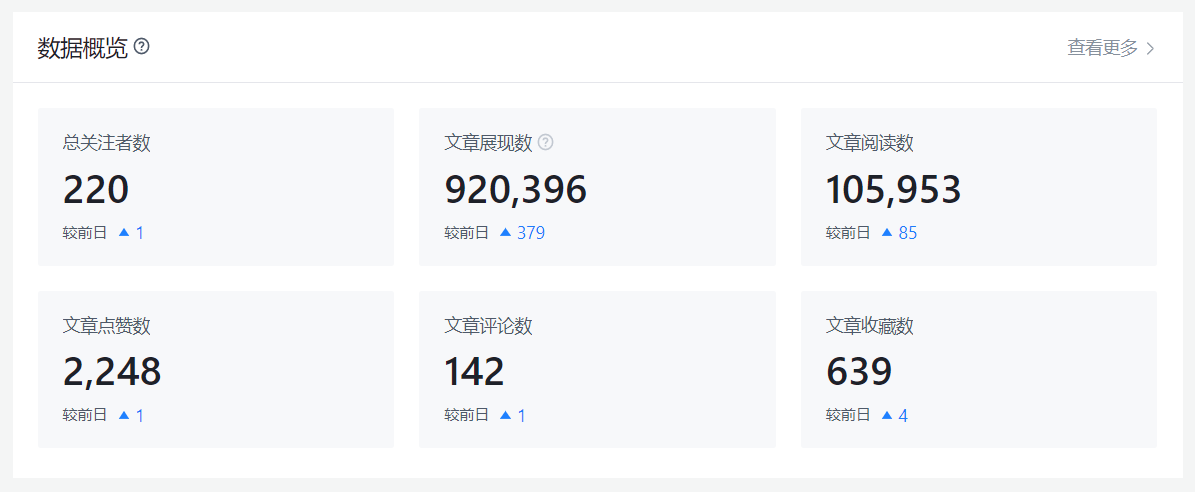 数据概览
查看更多
总关注者数
220
较前日 ▲ 1
文章展现数
920,396
较前日 ▲ 379
文章阅读数
105,953
较前日 ▲ 85
文章点赞数
2,248
较前日 ▲ 1
文章评论数
142
较前日 ▲ 1
文章收藏数
639
较前日 ▲ 4